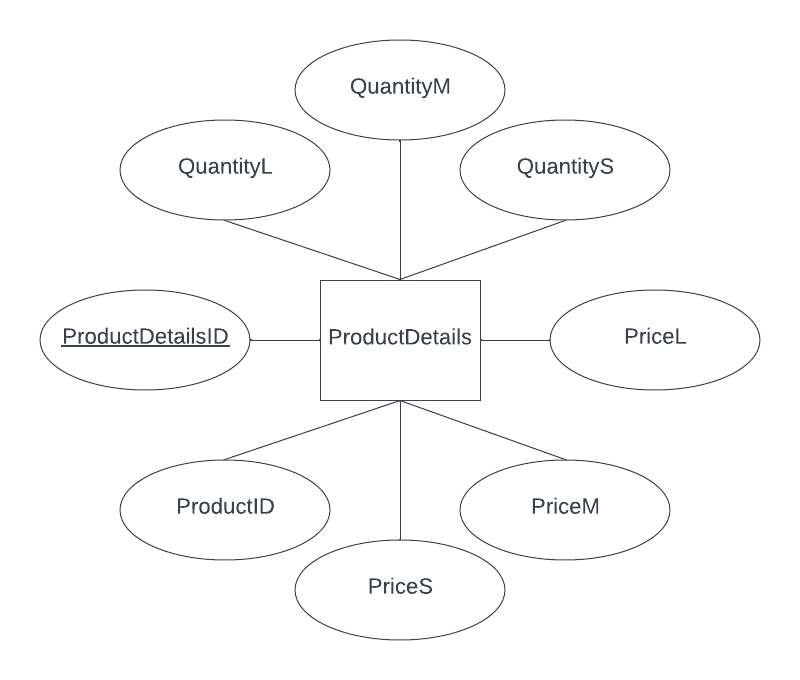 QuantityM
QuantityL
QuantityS
ProductDetailsID
ProductDetails
PriceL
ProductID
PriceM
PriceS